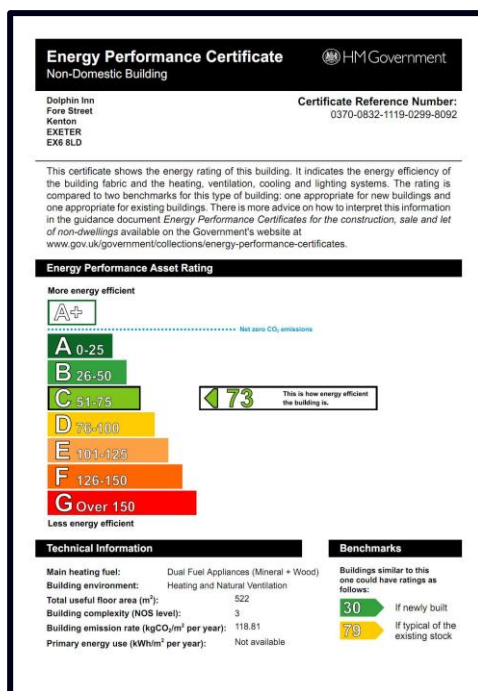 Energy Performance Certificate
Non-Domestic Building
HM Government
Dolphin Inn
Fore Street
Kenton
EXETER
EX6 8LD
Certificate Reference Number:
0370-0832-1119-0299-8092
This certificate shows the energy rating of this building. It indicates the energy efficiency of
the building fabric and the heating, ventilation, cooling and lighting systems. The rating is
compared to two benchmarks for this type of building: one appropriate for new buildings and
one appropriate for existing buildings. There is more advice on how to interpret this information
in the guidance document Energy Performance Certificates for the construction, sale and let
of non-dwellings available on the Government's website at
www.gov.uk/government/collections/energy-performance-certificates.
Energy Performance Asset Rating
More energy efficient
A+
Net zero CO₂ emissions
A 0-25
B 26-50
C 51-75
73
This is how energy efficient
the building is.
D 76-100
E 101-125
F 126-150
G Over 150
Less energy efficient
Technical Information
Main heating fuel: Dual Fuel Appliances (Mineral + Wood)
Building environment: Heating and Natural Ventilation
Total useful floor area (m²): 522
Building complexity (NOS level): 3
Building emission rate (kgCO₂/m² per year): 118.81
Primary energy use (kWh/m² per year): Not available
Benchmarks
Buildings similar to this
one could have ratings as
follows:
30 If newly built
79 If typical of the
existing stock